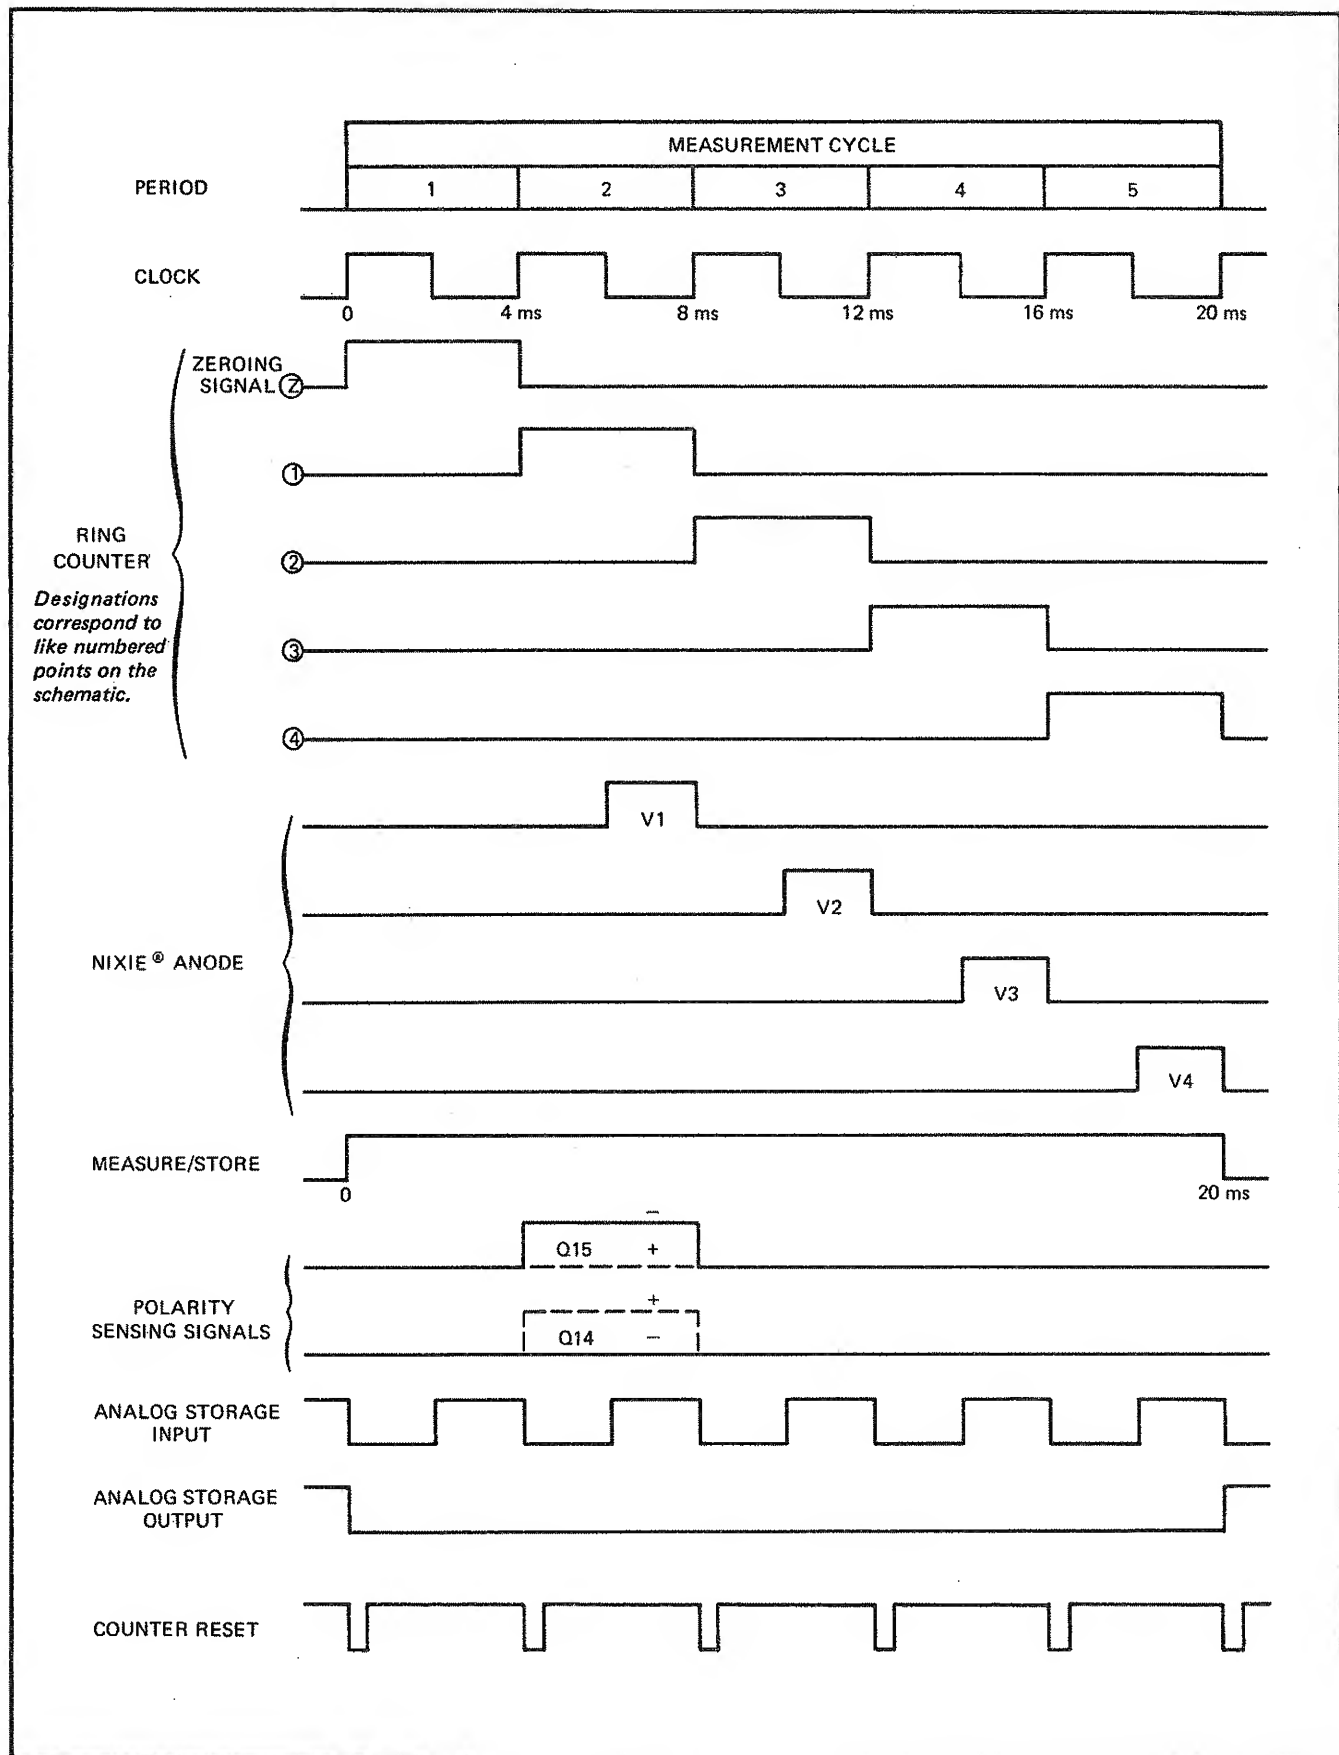 MEASUREMENT CYCLE
PERIOD 1 2 3 4 5
CLOCK
0 4 ms 8 ms 12 ms 16 ms 20 ms
ZEROING
SIGNAL Z
1
RING
COUNTER
2
Designations
correspond to
like numbered
points on the
schematic.
3
4
V1
V2
NIXIE® ANODE
V3
V4
MEASURE/STORE
0 20 ms
−
Q15 +
POLARITY
SENSING SIGNALS
+
Q14 −
ANALOG STORAGE
INPUT
ANALOG STORAGE
OUTPUT
COUNTER RESET